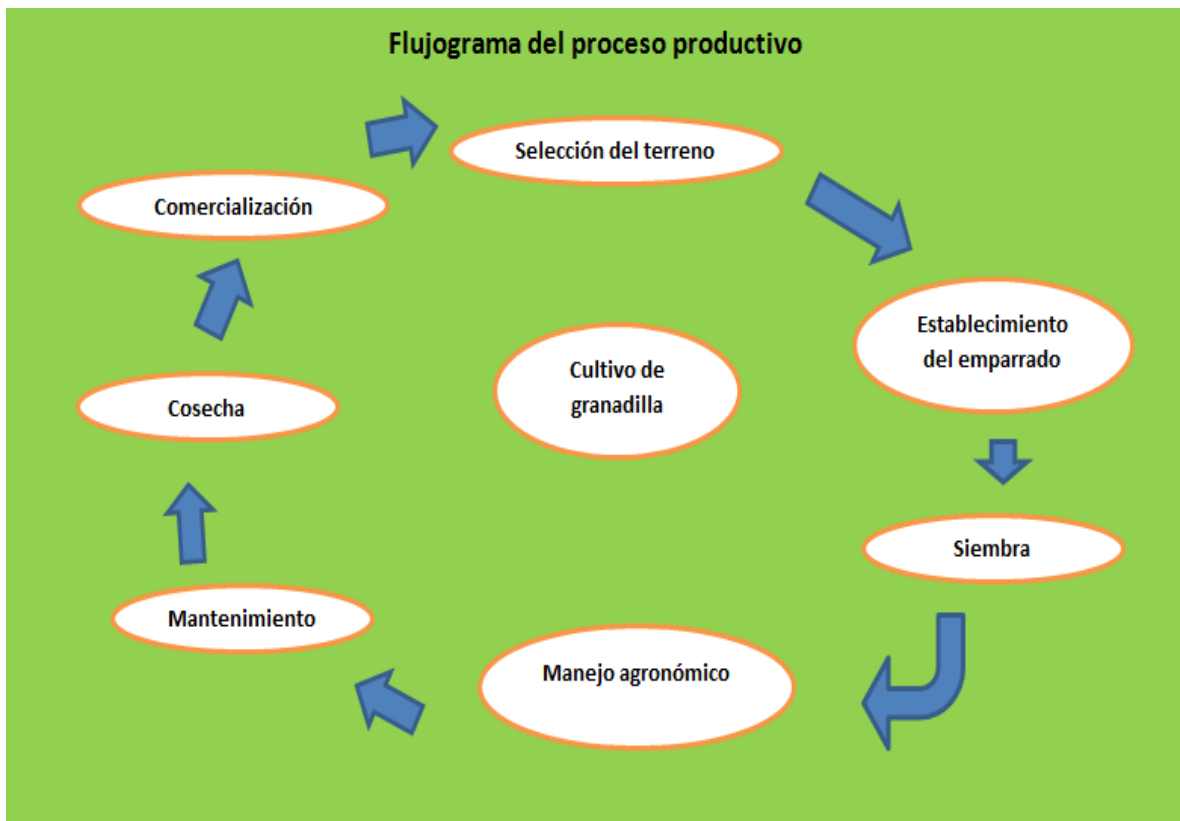 Flujograma del proceso productivo
Selección del terreno
Comercialización
Establecimiento
del emparrado
Cultivo de
granadilla
Cosecha
Siembra
Mantenimiento
Manejo agronómico